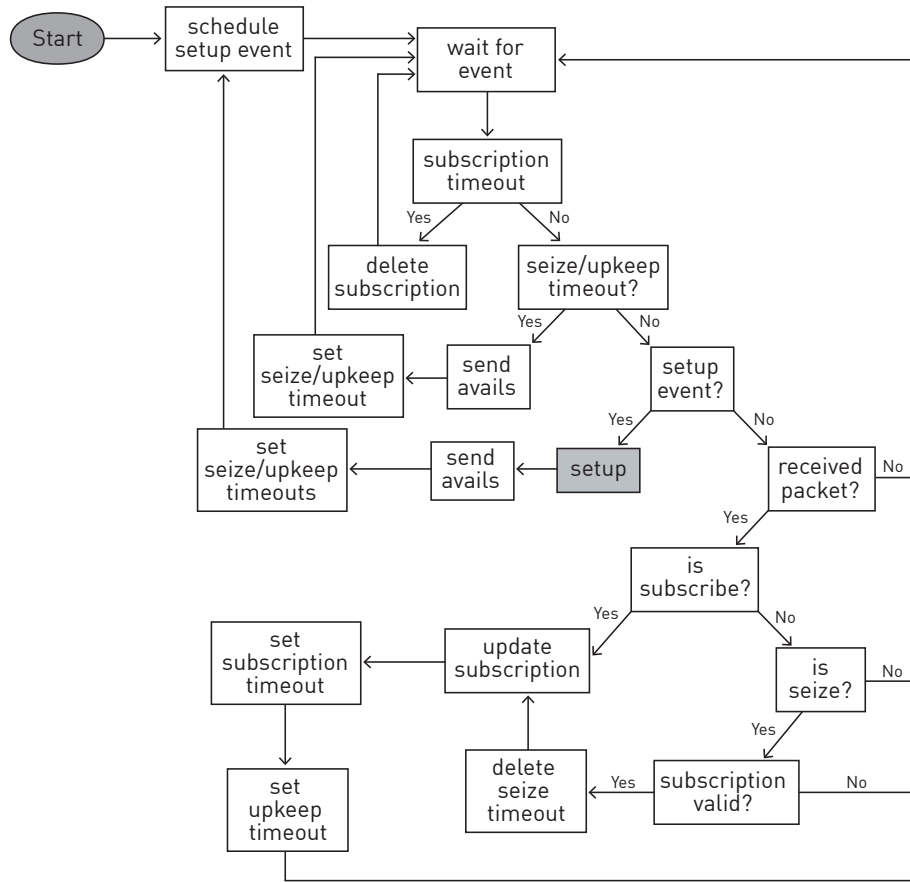 Start
schedule
setup event
wait for
event
subscription
timeout
Yes
No
delete
subscription
seize/upkeep
timeout?
Yes
No
set
seize/upkeep
timeout
send
avails
setup
event?
Yes
No
set
seize/upkeep
timeouts
send
avails
setup
received
packet?
No
Yes
is
subscribe?
Yes
No
set
subscription
timeout
update
subscription
is
seize?
No
Yes
set
upkeep
timeout
delete
seize
timeout
Yes
subscription
valid?
No